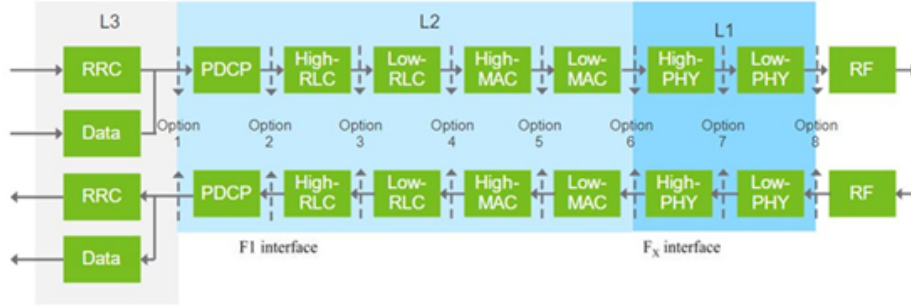 L3
L2
L1
RRC
PDCP
High-
RLC
Low-
RLC
High-
MAC
Low-
MAC
High-
PHY
Low-
PHY
RF
Data
Option
1
Option
2
Option
3
Option
4
Option
5
Option
6
Option
7
Option
8
RRC
PDCP
High-
RLC
Low-
RLC
High-
MAC
Low-
MAC
High-
PHY
Low-
PHY
RF
Data
F1 interface
FX interface